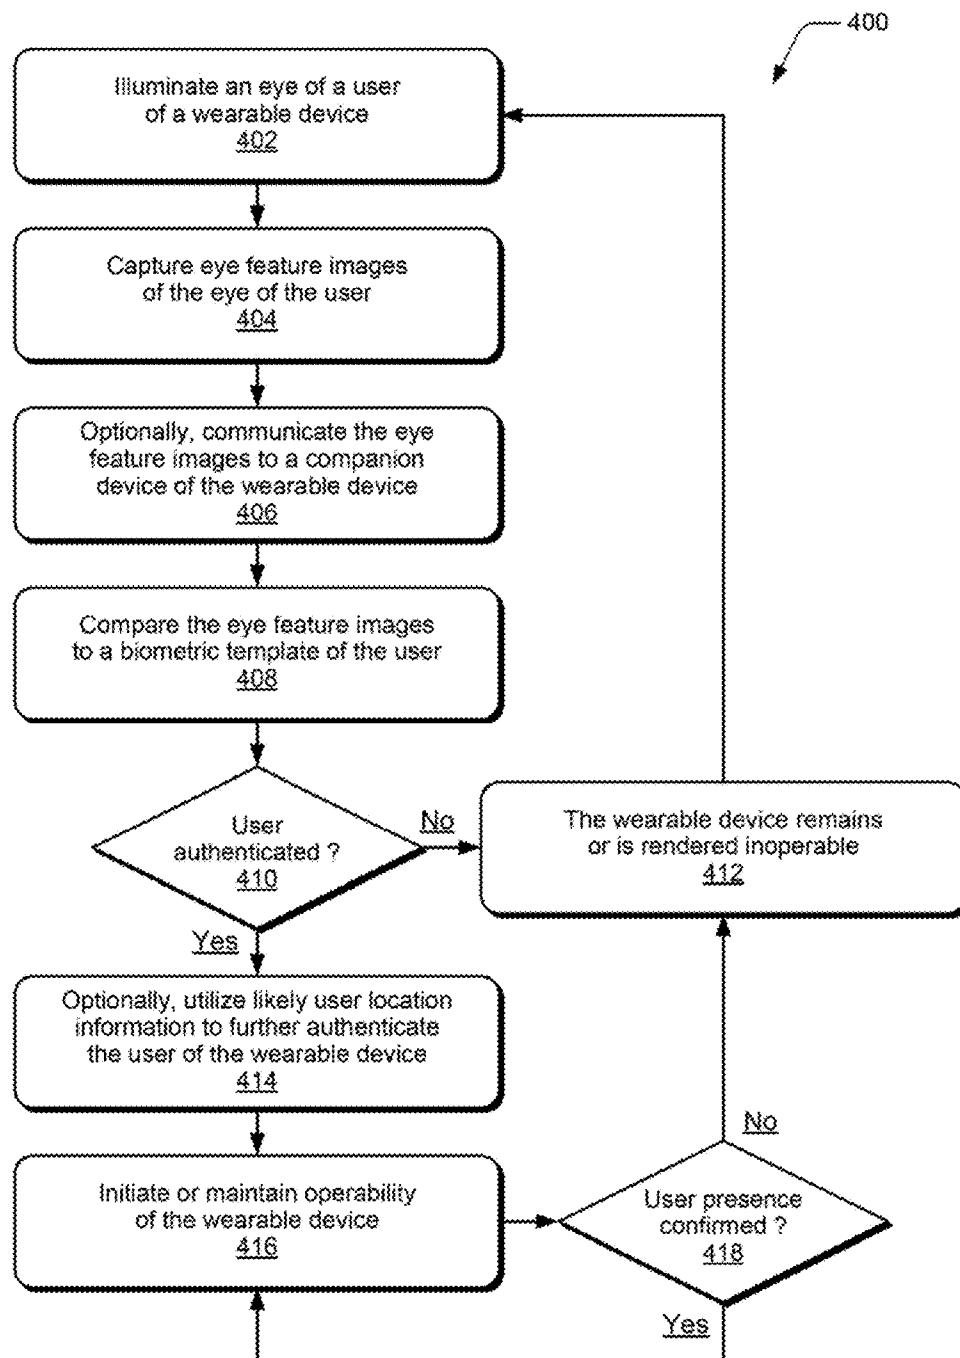 400
Illuminate an eye of a user
of a wearable device
402
Capture eye feature images
of the eye of the user
404
Optionally, communicate the eye
feature images to a companion
device of the wearable device
406
Compare the eye feature images
to a biometric template of the user
408
User
authenticated ?
410
No
The wearable device remains
or is rendered inoperable
412
Yes
Optionally, utilize likely user location
information to further authenticate
the user of the wearable device
414
Initiate or maintain operability
of the wearable device
416
No
User presence
confirmed ?
418
Yes